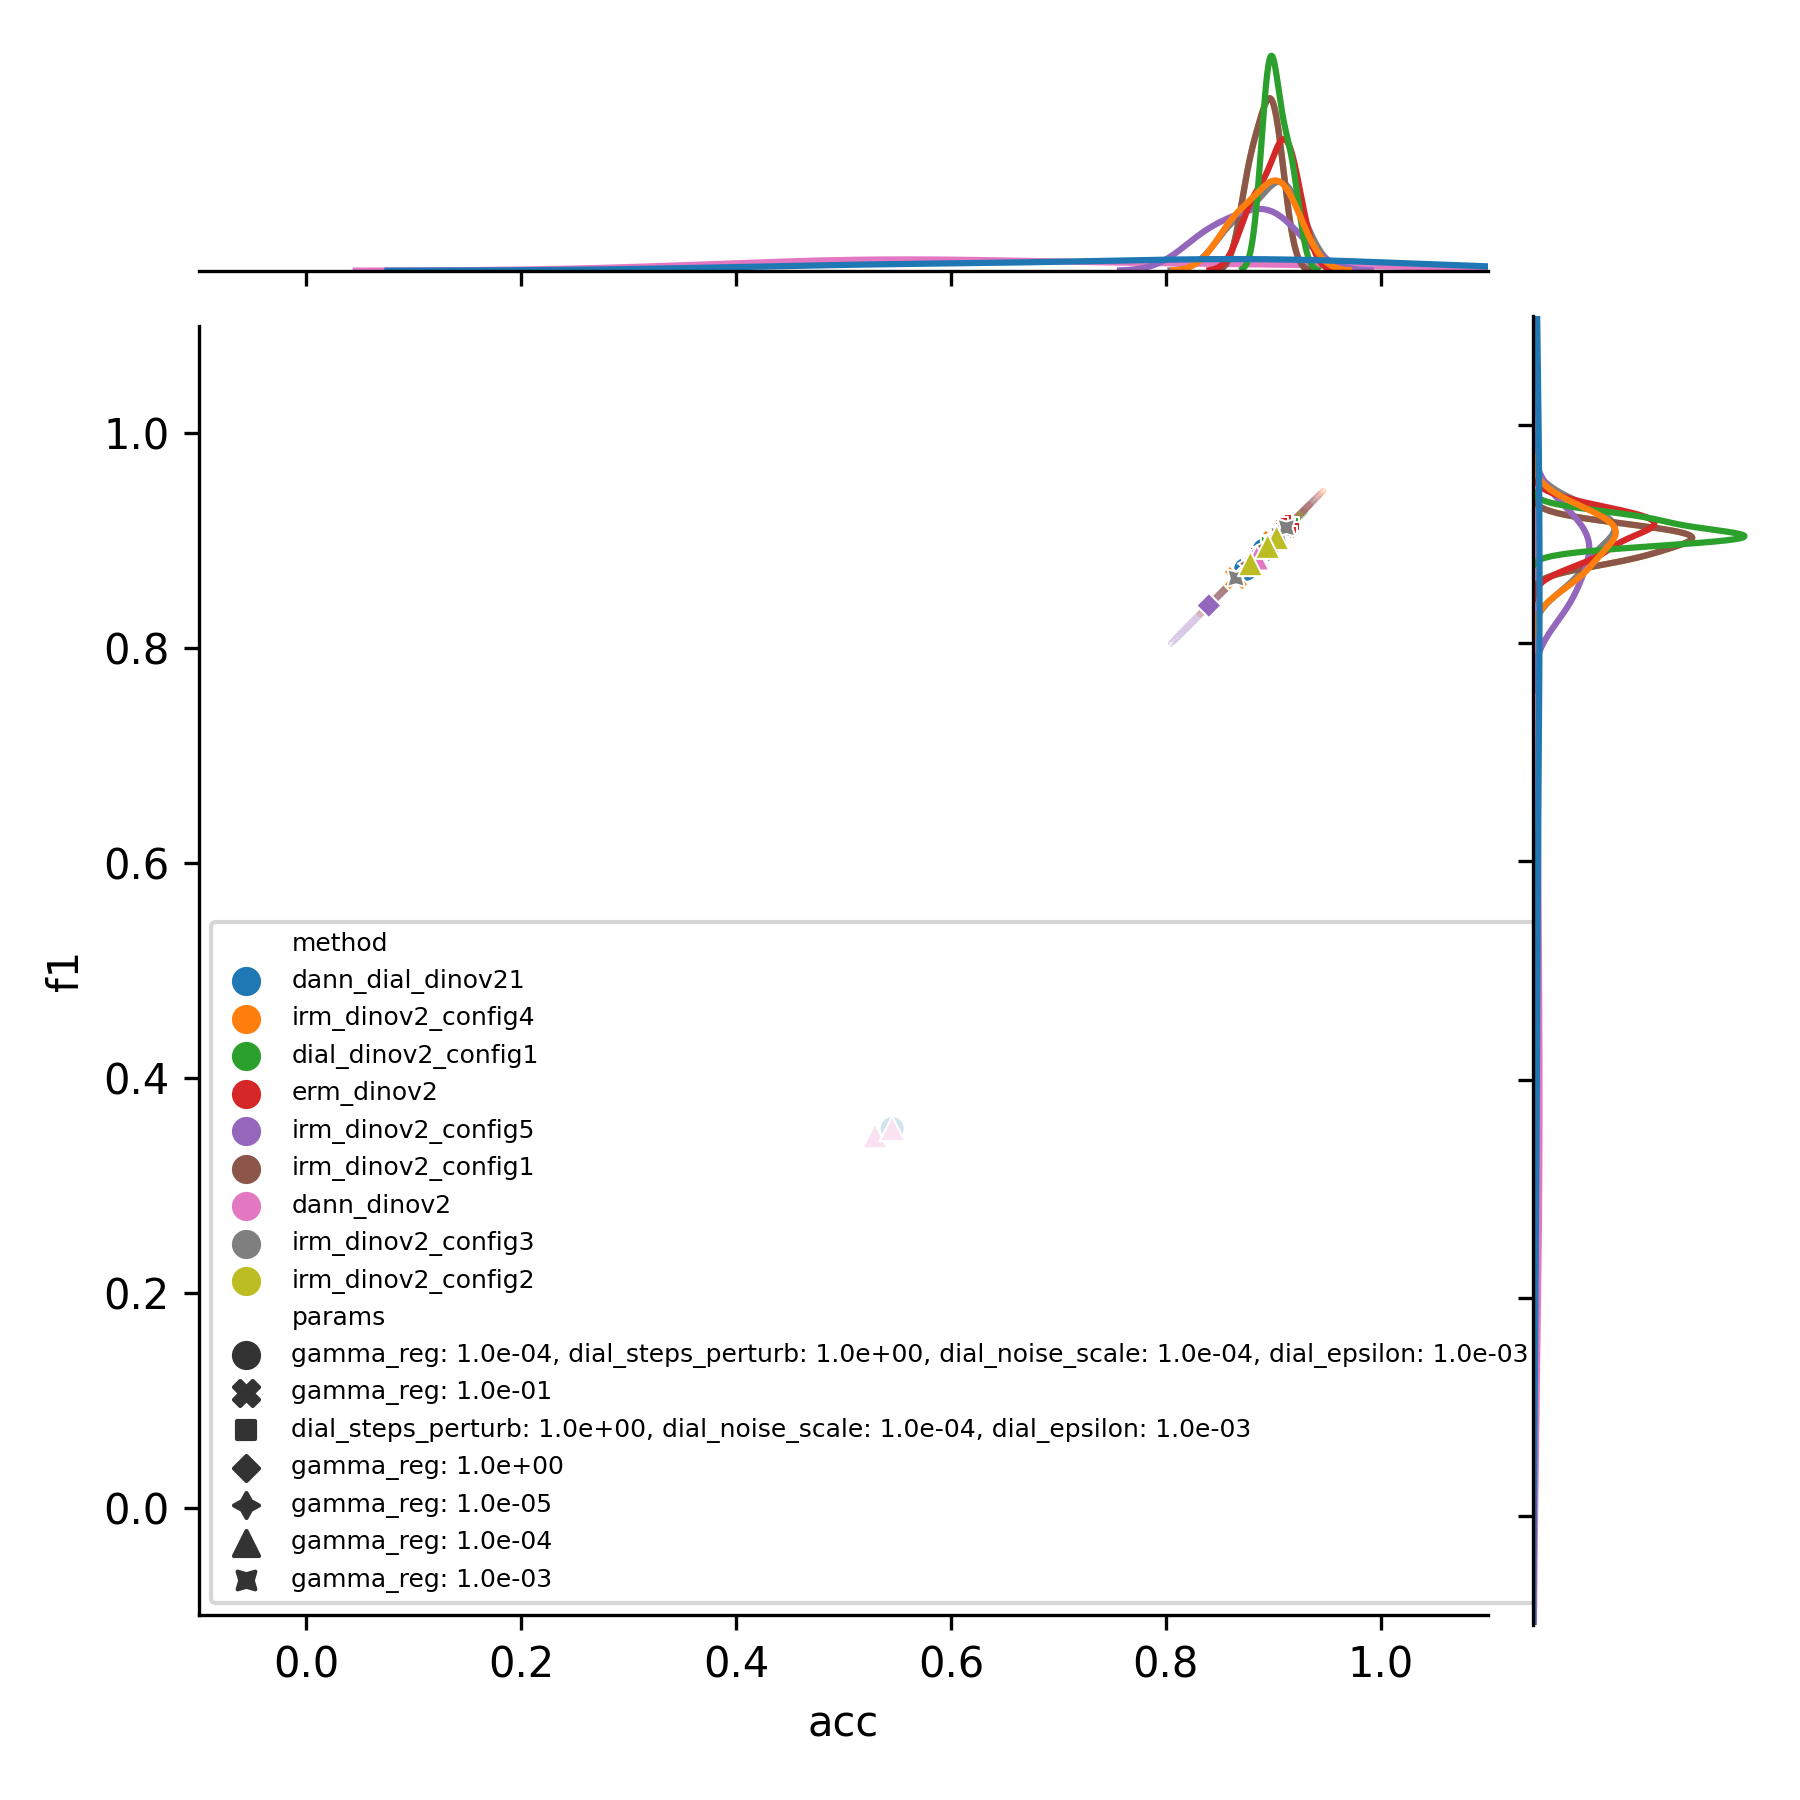 1.0
0.8
0.6
0.4
0.2
0.0
f1
method
dann_dial_dinov21
irm_dinov2_config4
dial_dinov2_config1
erm_dinov2
irm_dinov2_config5
irm_dinov2_config1
dann_dinov2
irm_dinov2_config3
irm_dinov2_config2
params
gamma_reg: 1.0e-04, dial_steps_perturb: 1.0e+00, dial_noise_scale: 1.0e-04, dial_epsilon: 1.0e-03
gamma_reg: 1.0e-01
dial_steps_perturb: 1.0e+00, dial_noise_scale: 1.0e-04, dial_epsilon: 1.0e-03
gamma_reg: 1.0e+00
gamma_reg: 1.0e-05
gamma_reg: 1.0e-04
gamma_reg: 1.0e-03
0.0 0.2 0.4 0.6 0.8 1.0
acc